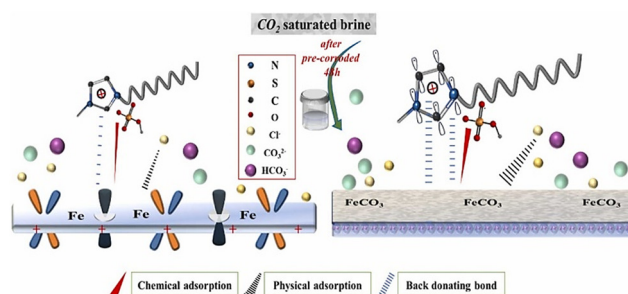 CO2 saturated brine
after
pre-corroded
48h
N
S
C
O
Cl-
CO3 2-
HCO3-
Fe
Fe
Fe
+
+
+
+
+
+
FeCO3
FeCO3
FeCO3
Chemical adsorption
Physical adsorption
Back donating bond